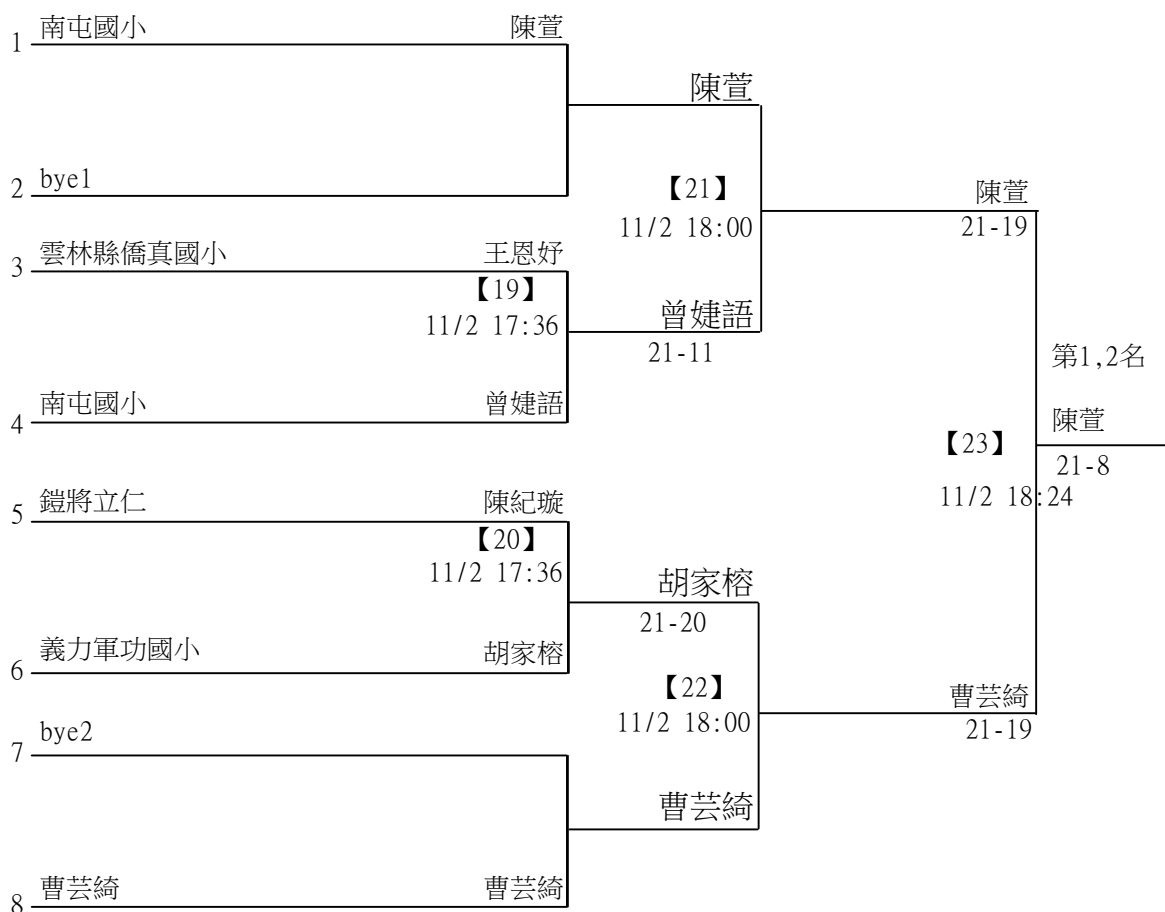 1 南屯國小 陳萱
陳萱
2 bye1
【21】
11/2 18:00
陳萱
21-19
3 雲林縣僑真國小 王恩妤
【19】
11/2 17:36
曾婕語
21-11
4 南屯國小 曾婕語
第1,2名
陳萱
【23】
21-8
11/2 18:24
5 鎧將立仁 陳紀璇
【20】
11/2 17:36
胡家榕
21-20
6 義力軍功國小 胡家榕
【22】
11/2 18:00
曹芸綺
21-19
7 bye2
曹芸綺
8 曹芸綺 曹芸綺